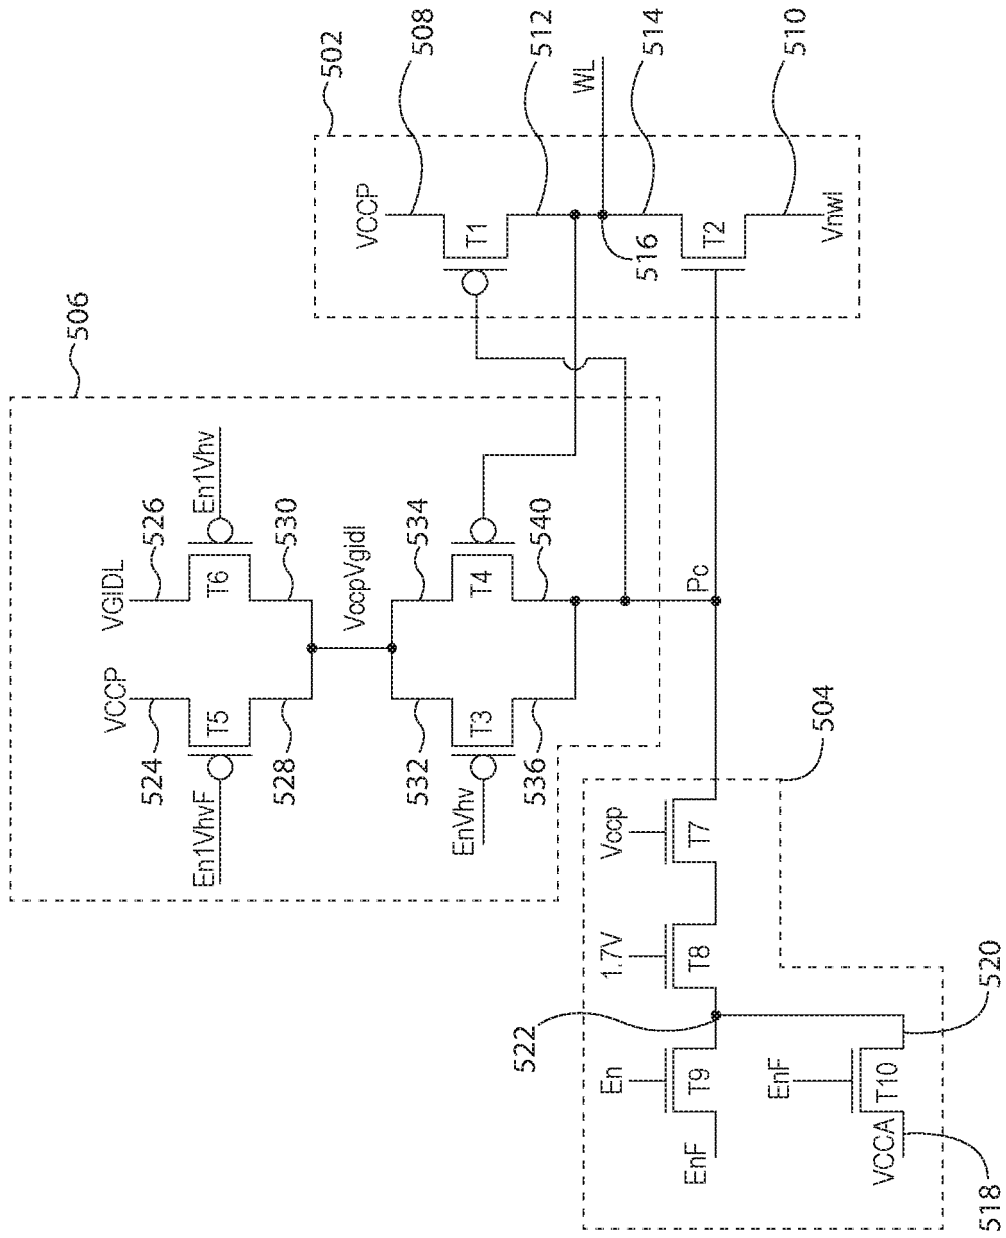 506
VCCP
VGIDL
524
526
En1VhvF
T5
T6
En1Vhv
528
530
VccpVgidl
532
534
EnVhv
T3
T4
536
540
Pc
502
VCCP
508
T1
512
WL
516
514
T2
Vnwl
510
504
Vccp
T7
1.7V
T8
522
En
T9
EnF
EnF
T10
VCCA
518
520